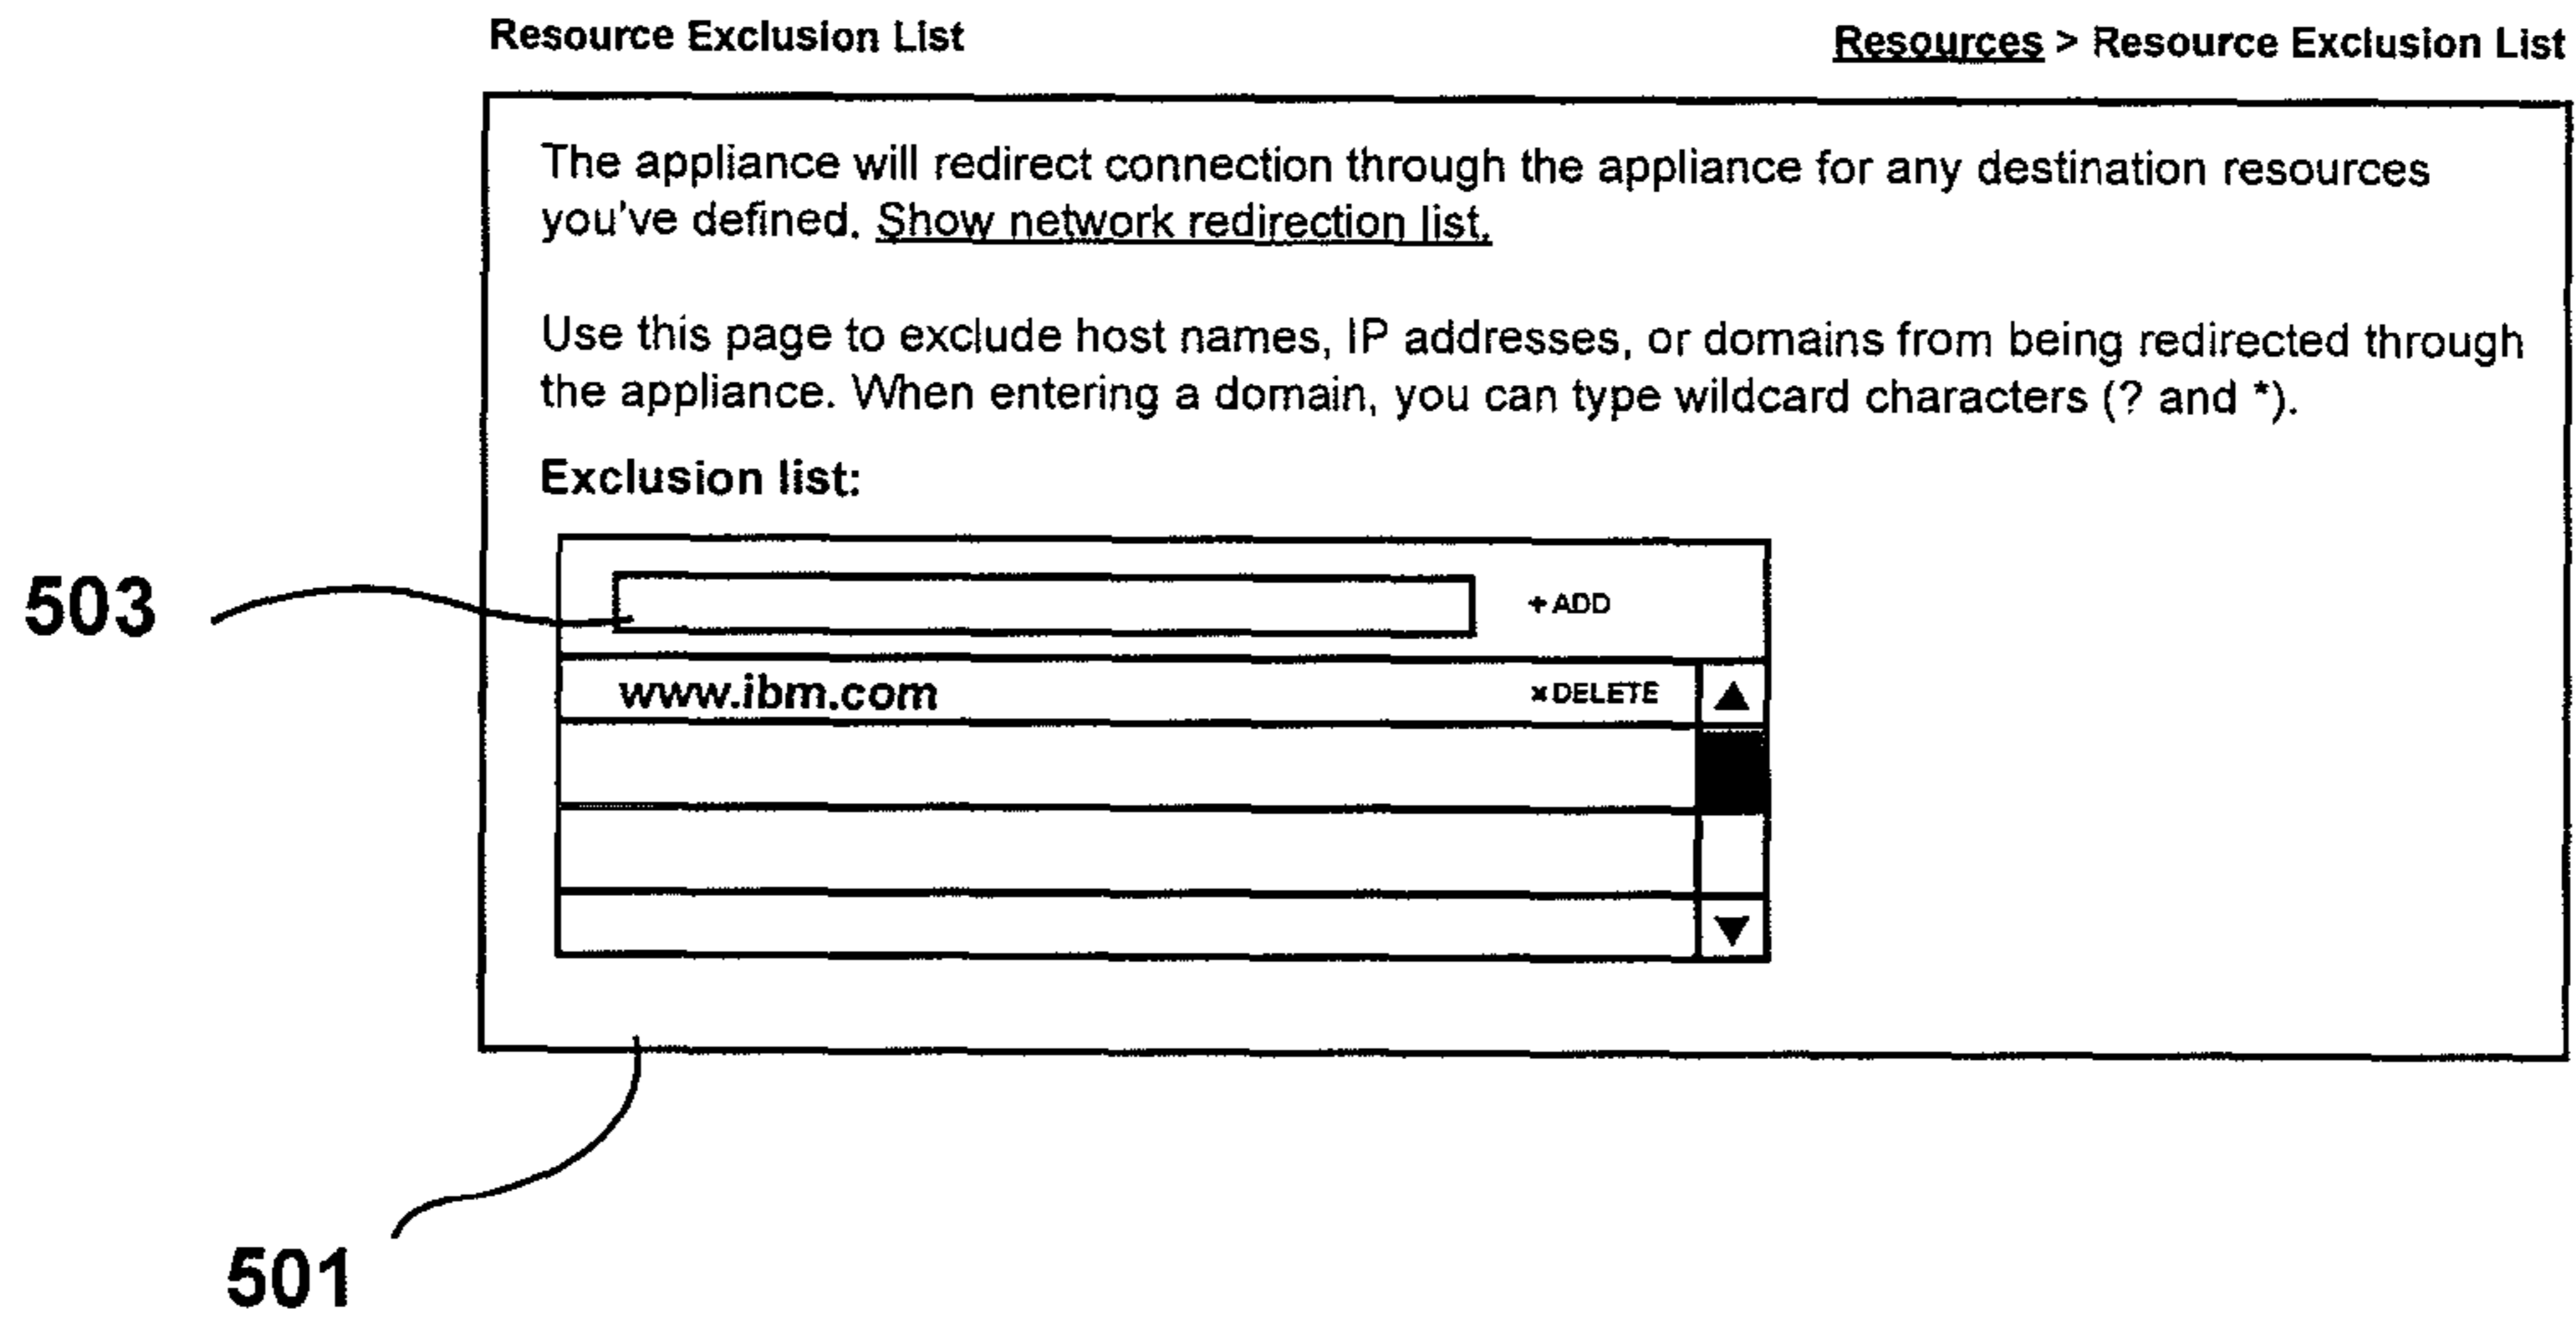 Resource Exclusion List
Resources > Resource Exclusion List
The appliance will redirect connection through the appliance for any destination resources
you've defined. Show network redirection list.
Use this page to exclude host names, IP addresses, or domains from being redirected through
the appliance. When entering a domain, you can type wildcard characters (? and *).
Exclusion list:
503
+ ADD
www.ibm.com
x DELETE
501